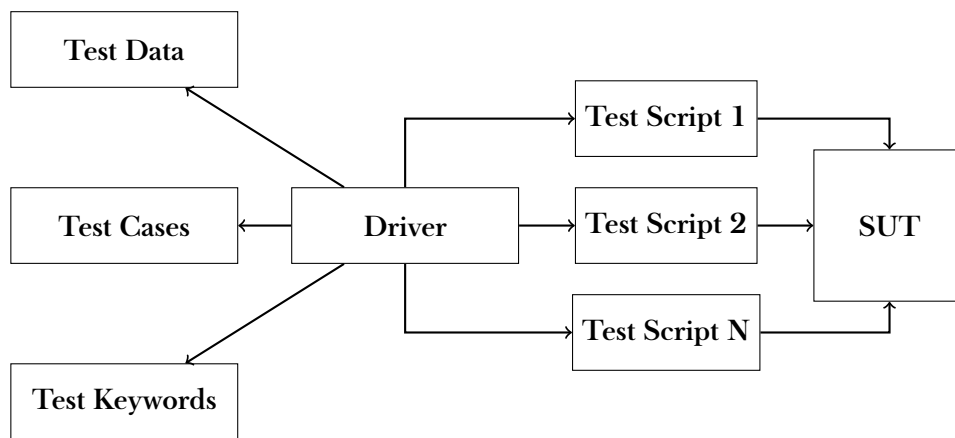 Test Data
Test Script 1
Test Cases
Driver
Test Script 2
SUT
Test Script N
Test Keywords